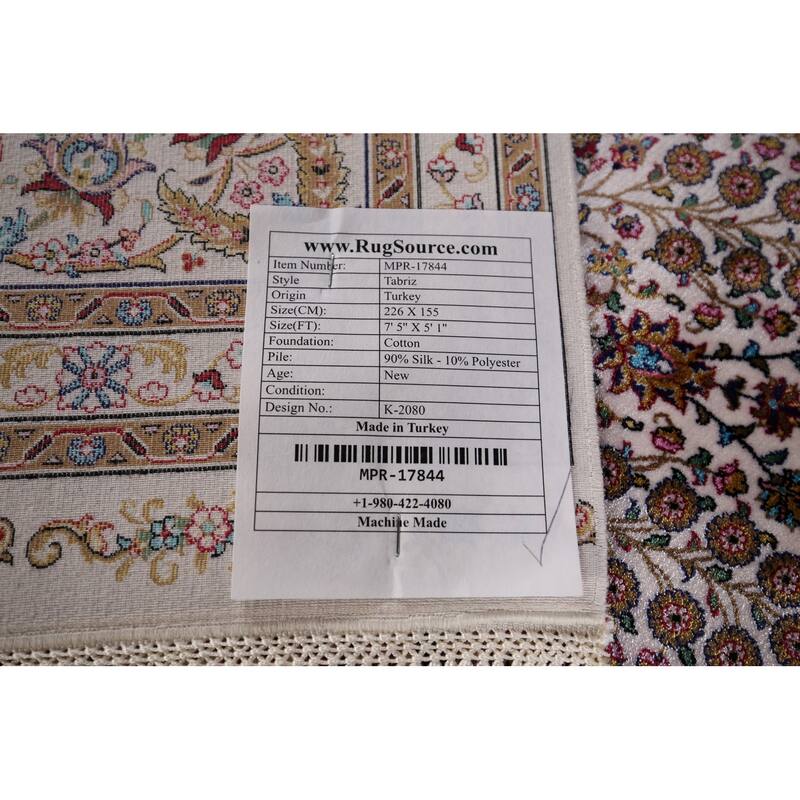 www.RugSource.com
Item Number: MPR-17844
Style Tabriz
Origin Turkey
Size(CM): 226 X 155
Size(FT): 7' 5" X 5' 1"
Foundation: Cotton
Pile: 90% Silk - 10% Polyester
Age: New
Condition:
Design No.: K-2080
Made in Turkey
MPR-17844
+1-980-422-4080
Machine Made